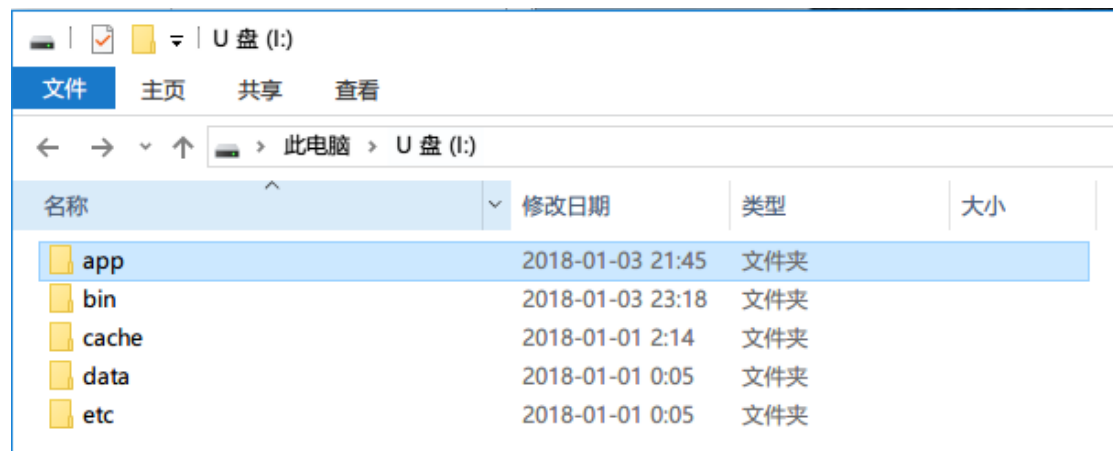 U 盘 (I:)
文件 主页 共享 查看
此电脑 > U 盘 (I:)
名称 修改日期 类型 大小
app 2018-01-03 21:45 文件夹
bin 2018-01-03 23:18 文件夹
cache 2018-01-01 2:14 文件夹
data 2018-01-01 0:05 文件夹
etc 2018-01-01 0:05 文件夹